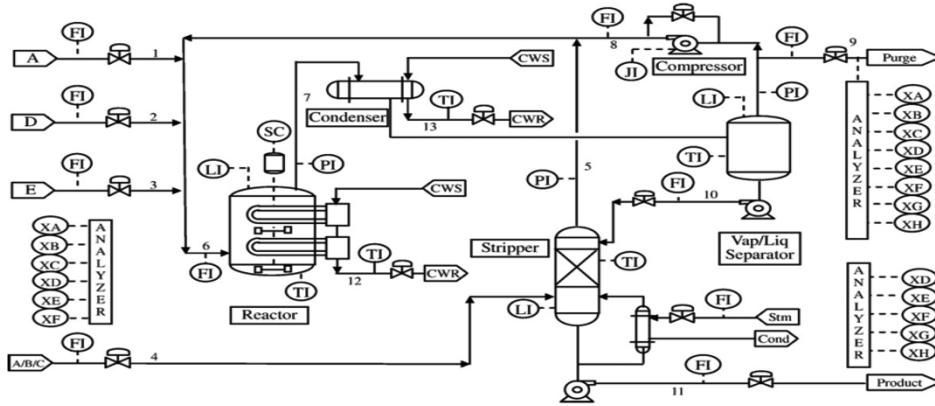 FI
8
FI
9
A
FI
1
JI
Compressor
Purge
CWS
7
Condenser
TI
13
CWR
LI
PI
D
FI
2
SC
TI
XA
XB
XC
XD
XE
XF
XG
XH
ANALYZER
E
FI
3
LI
PI
CWS
5
PI
FI
10
Vap/Liq
Separator
XA
XB
XC
XD
XE
XF
ANALYZER
6
FI
TI
Reactor
TI
12
CWR
Stripper
TI
LI
FI
Stm
Cond
XD
XE
XF
XG
XH
ANALYZER
A/B/C
FI
4
FI
11
Product